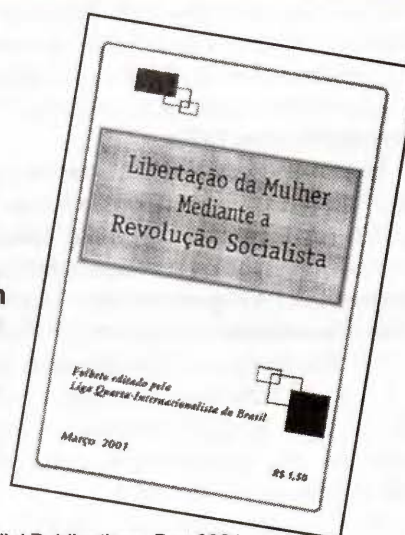 Libertação da Mulher
Mediante a
Revolução Socialista
Folheto editado pela
Liga Quarta-Internacionalista do Brasil
Março 2001
R$ 1,50